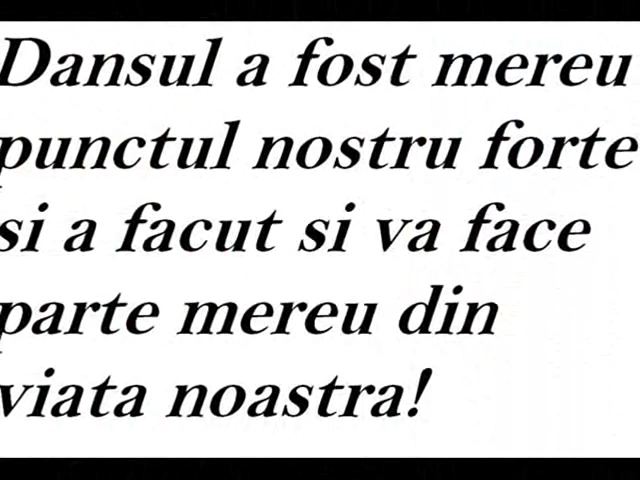 Dansul a fost mereu
punctul nostru forte
si a facut si va face
parte mereu din
viata noastra!